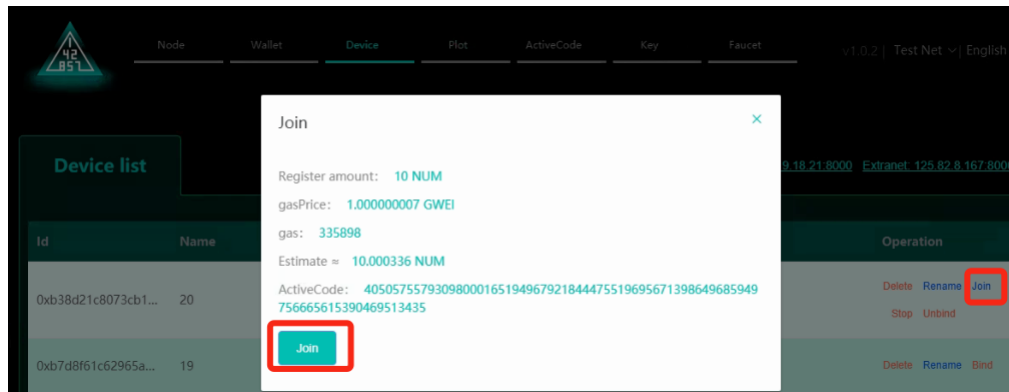 1
42
857
Node Wallet Device Plot ActiveCode Key Faucet v1.0.2 | Test Net | English
Join ×
Device list 9.18.21:8000 Extranet: 125.82.8.167:800
Register amount: 10 NUM
gasPrice: 1.000000007 GWEI
Id Name gas: 335898 Operation
Estimate ≈ 10.000336 NUM
0xb38d21c8073cb1... 20 ActiveCode: 4050575579309800016519496792184447551969567139864968594​9 Delete Rename Join
756665615390469513435 Stop Unbind
Join
0xb7d8f61c62965a... 19 Delete Rename Bind